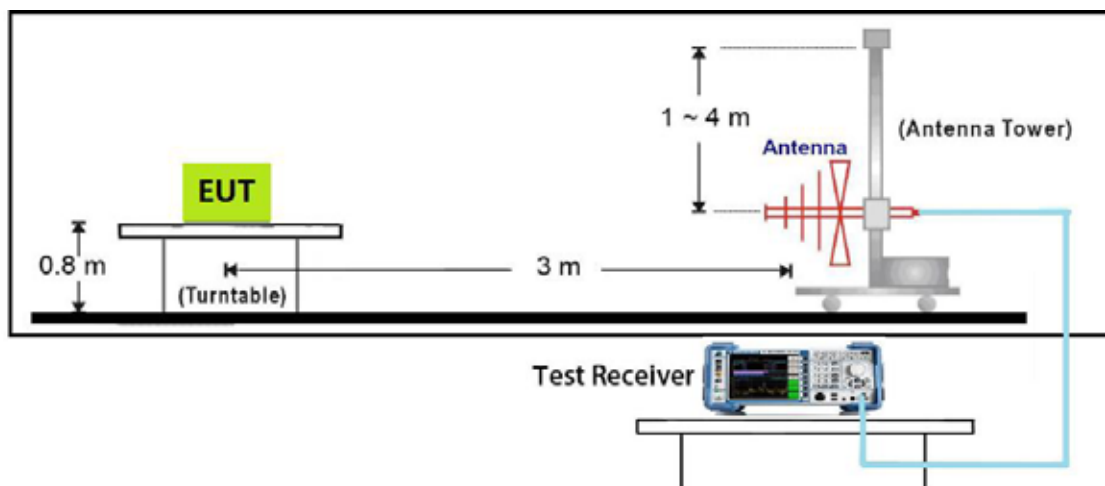 1 ~ 4 m
(Antenna Tower)
Antenna
EUT
0.8 m
3 m
(Turntable)
Test Receiver